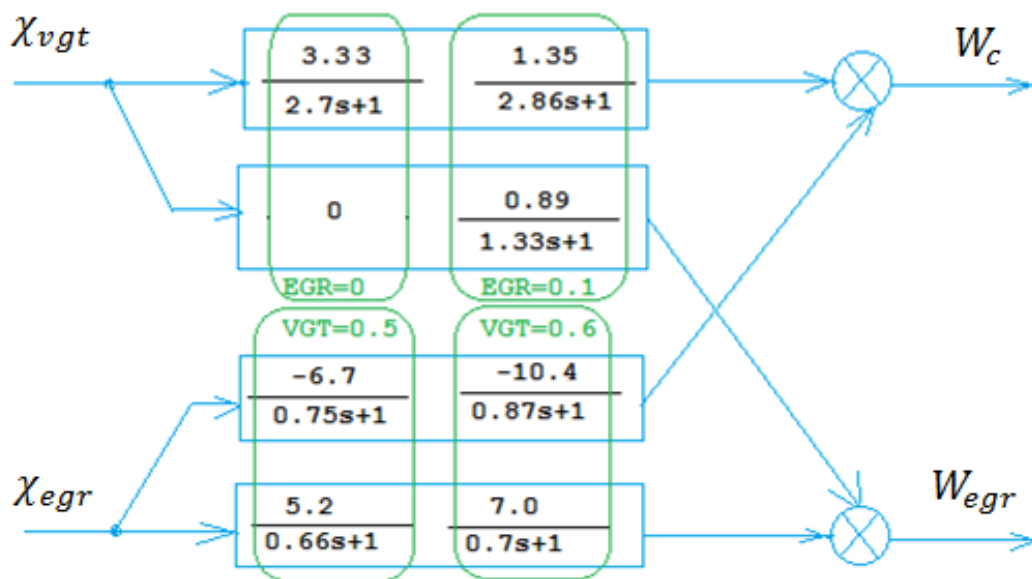 χvgt
Wc
3.33
2.7s+1
1.35
2.86s+1
0
0.89
1.33s+1
EGR=0
EGR=0.1
VGT=0.5
VGT=0.6
-6.7
0.75s+1
-10.4
0.87s+1
χegr
Wegr
5.2
0.66s+1
7.0
0.7s+1